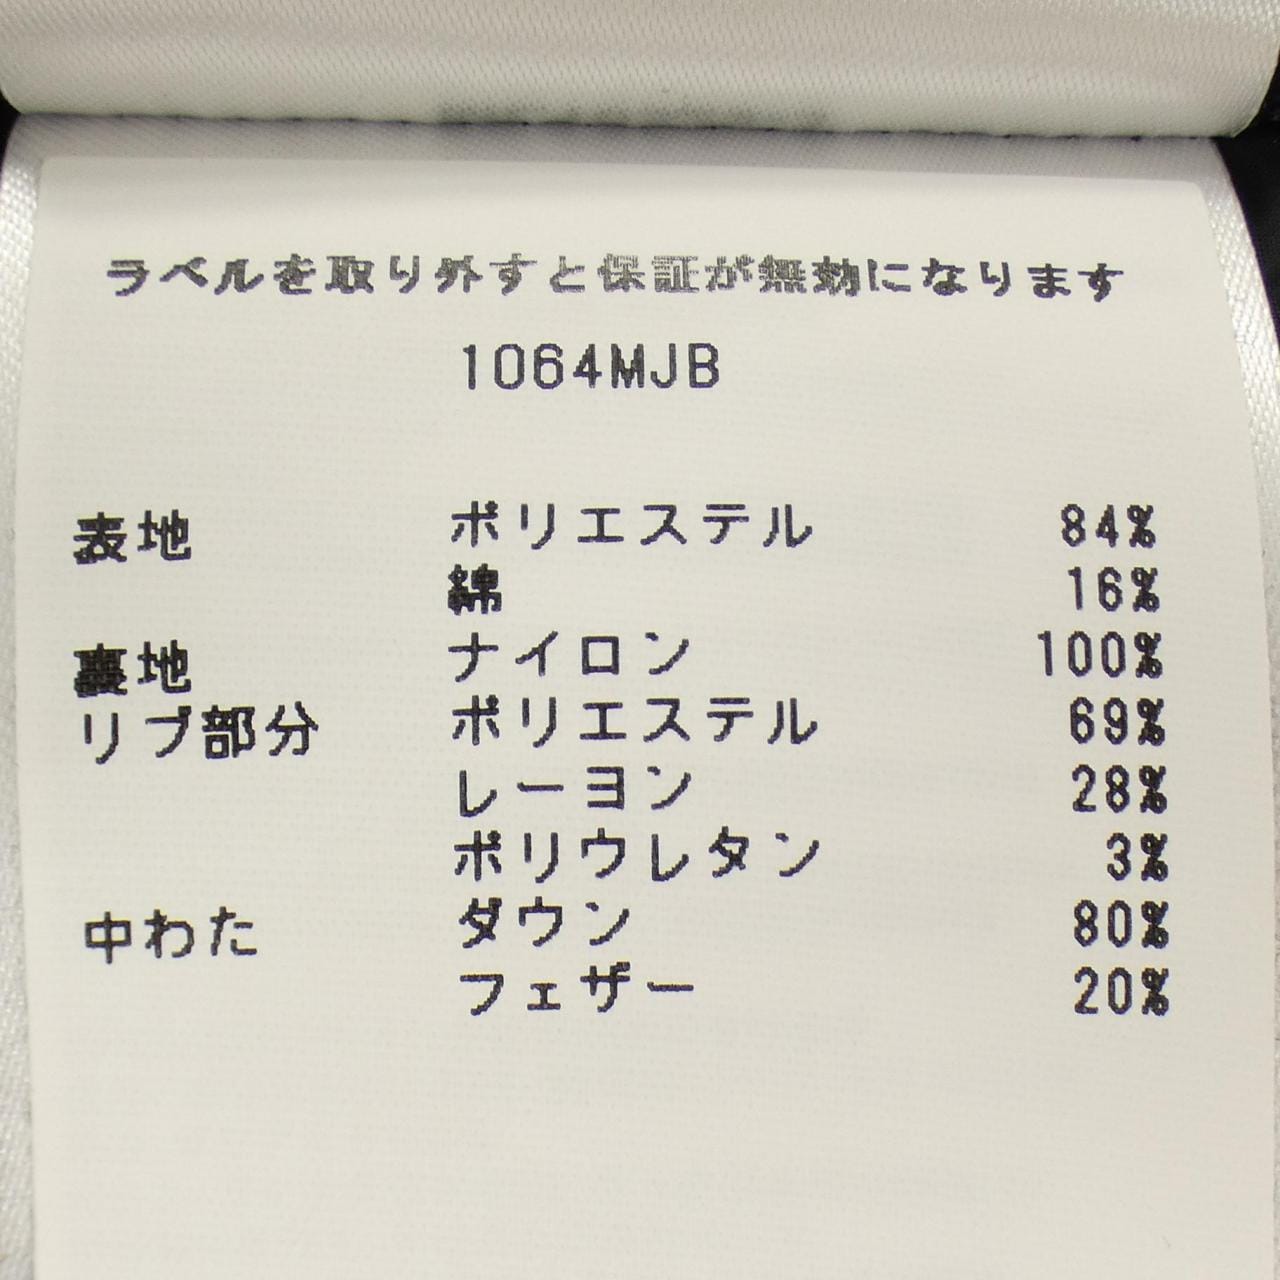 ラベルを取り外すと保証が無効になります
1064MJB
表地 ポリエステル 84%
綿 16%
裏地 ナイロン 100%
リブ部分 ポリエステル 69%
レーヨン 28%
ポリウレタン 3%
中わた ダウン 80%
フェザー 20%